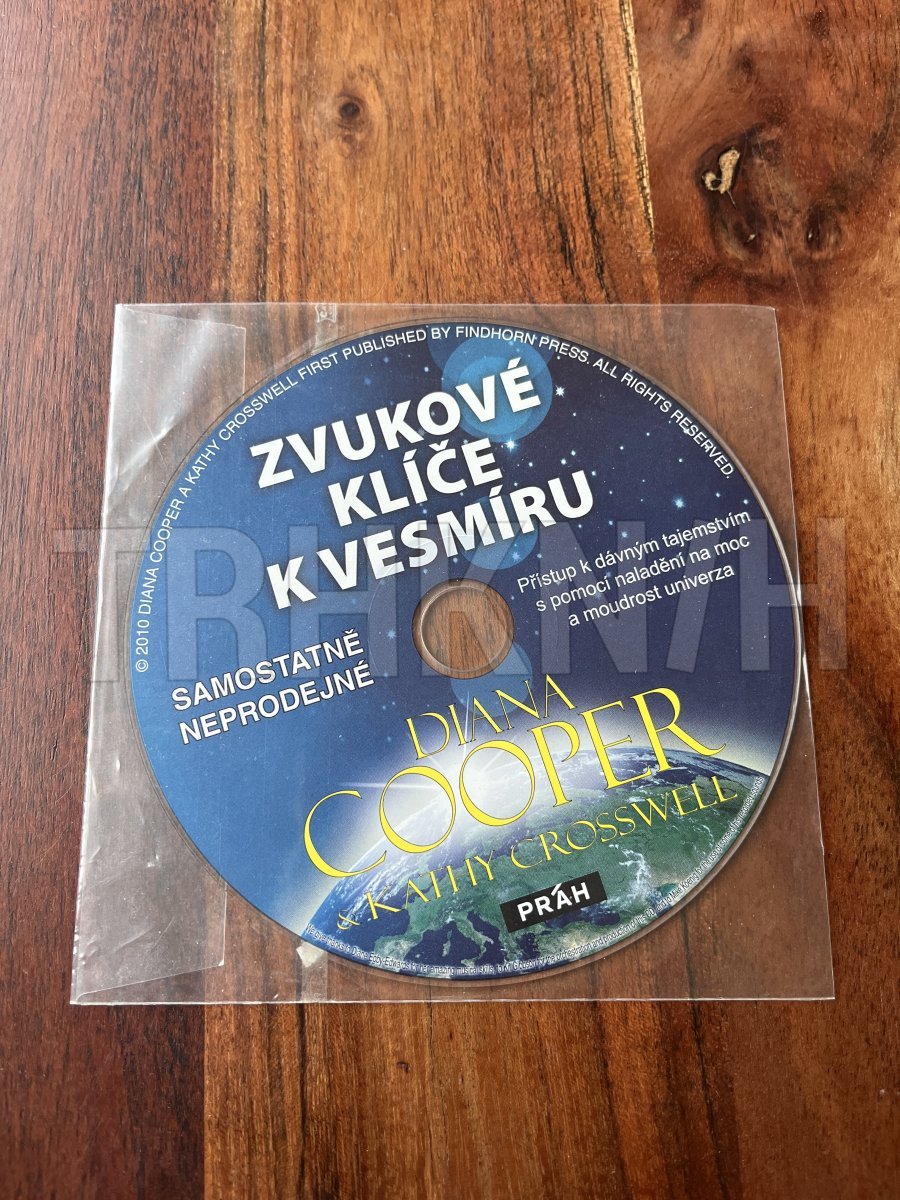 © 2010 DIANA COOPER A KATHY CROSSWELL FIRST PUBLISHED BY FINDHORN PRESS. ALL RIGHTS RESERVED.
ZVUKOVÉ
KLÍČE
K VESMÍRU
Přístup k dávným tajemstvím
s pomocí naladění na moc
a moudrost univerza
SAMOSTATNĚ
NEPRODEJNÉ
DIANA
COOPER
& KATHY CROSSWELL
PRÁH
TRHKNIH